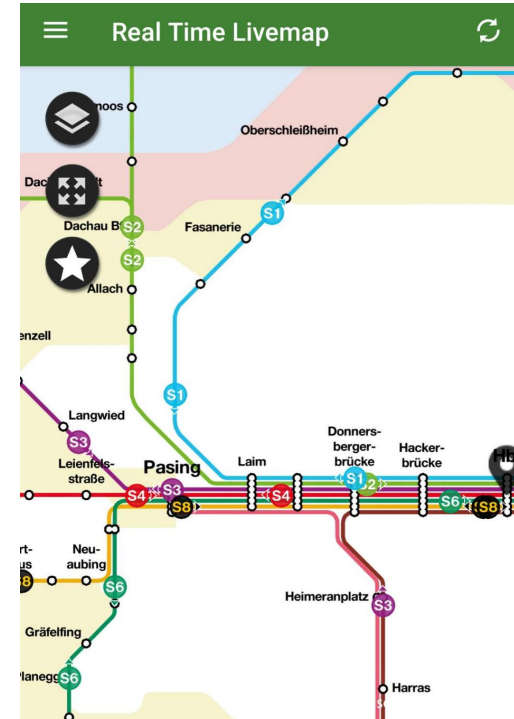 Real Time Livemap
Oberschleißheim
S1
Dachau B
S2
Fasanerie
S2
Allach
S1
Langwied
S3
Leienfels-
straße
Pasing
Laim
Donners-
berger-
brücke
Hacker-
brücke
S4
S3
S8
S4
S1
S2
S6
S8
Neu-
aubing
S6
Heimeranplatz
S3
Gräfelfing
S6
Harras